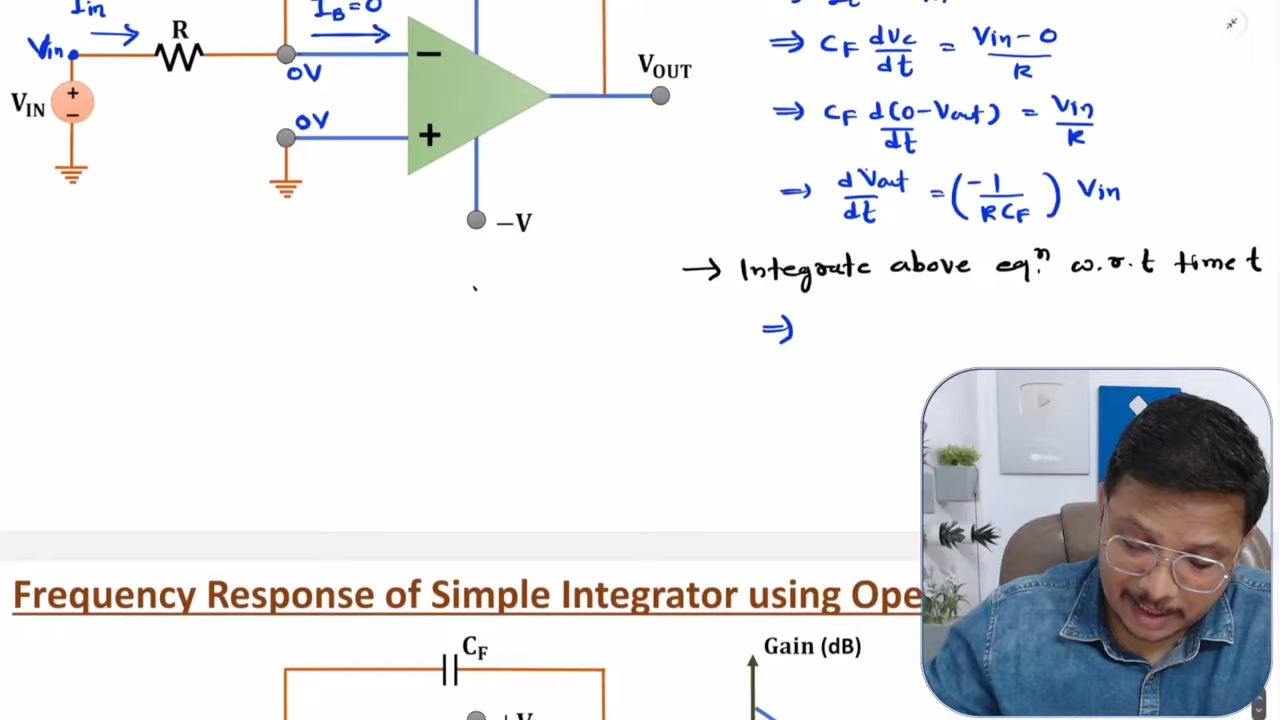 Iin
IB=0
R
Vin
0V
VIN
+
−
−
0V
+
VOUT
−V
⇒ CF dVc/dt = Vin − 0/R
⇒ CF d(0−Vout)/dt = Vin/R
⇒ dVout/dt = (−1/RCF) Vin
→ Integrate above eqⁿ. w.r.t time t
⇒
Frequency Response of Simple Integrator using Ope
CF
+V
Gain (dB)